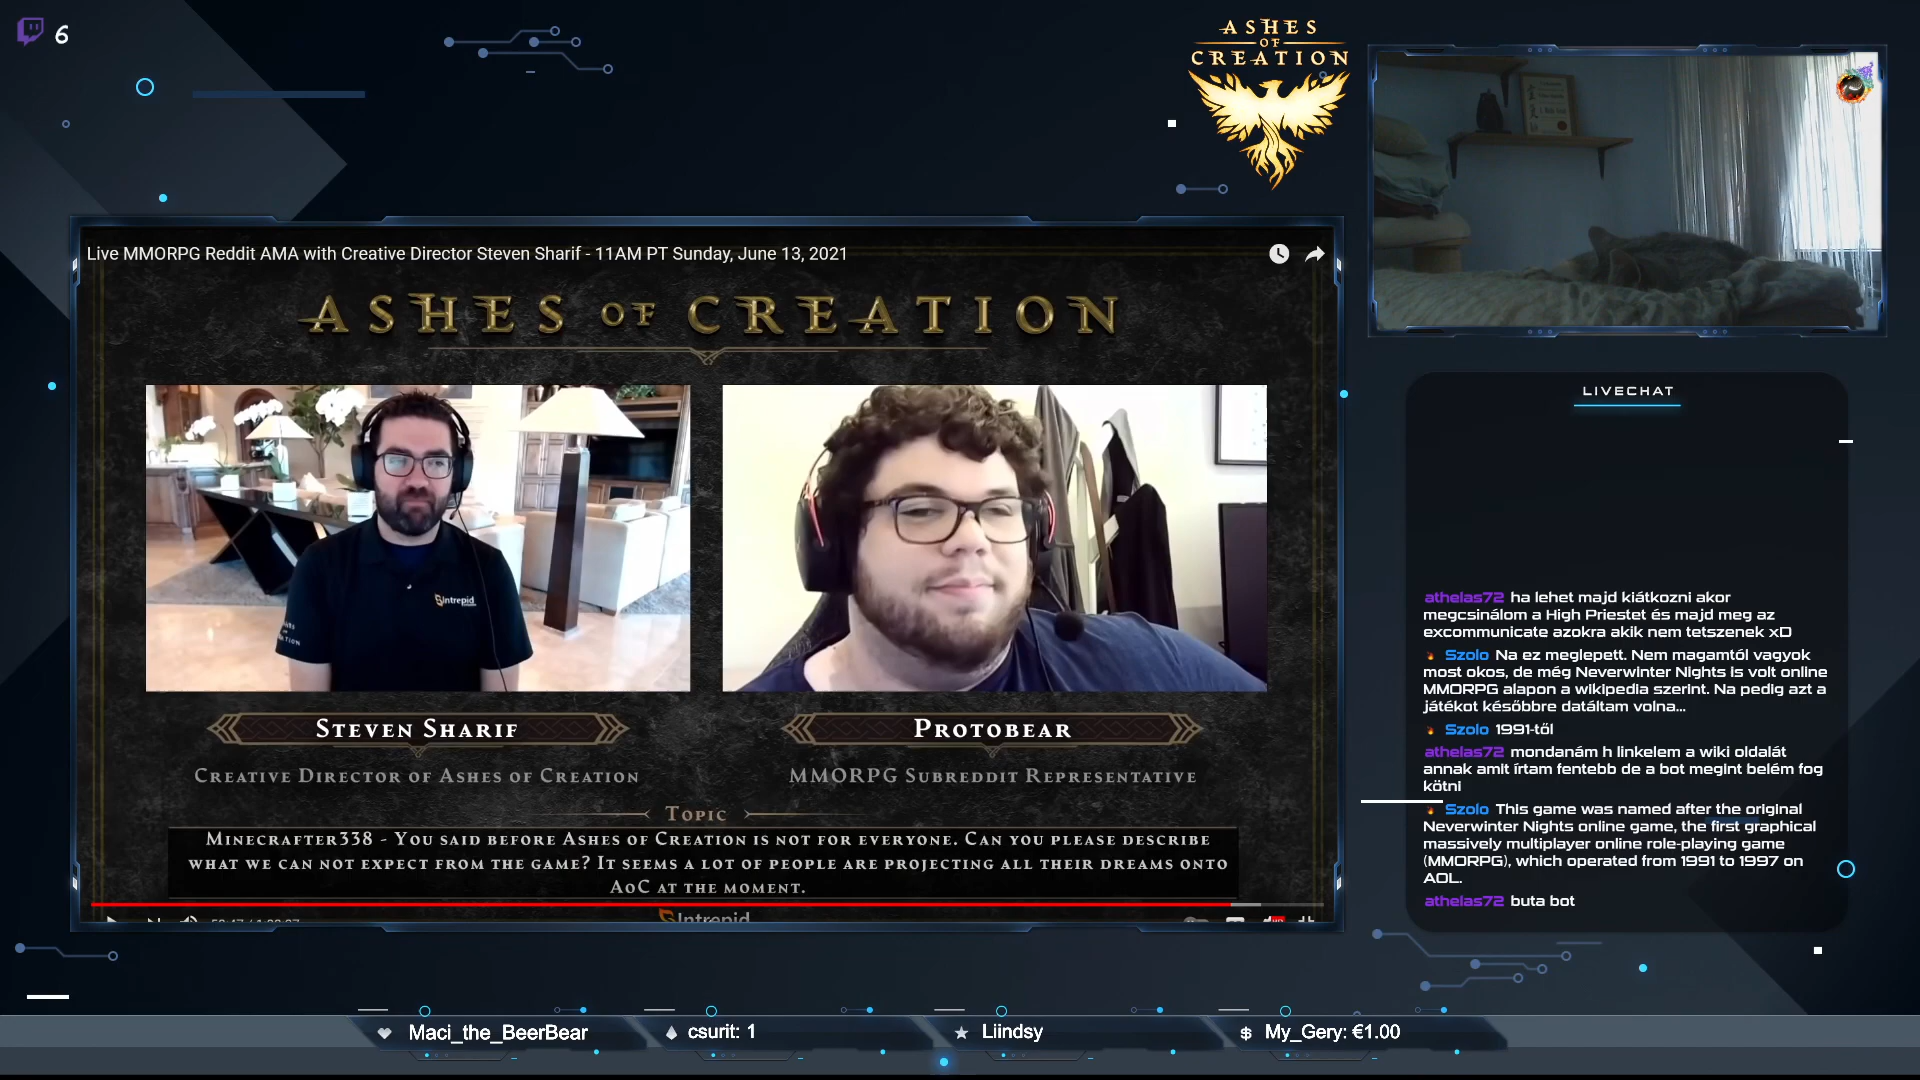 6
ASHES
OF
CREATION
Live MMORPG Reddit AMA with Creative Director Steven Sharif - 11AM PT Sunday, June 13, 2021
ASHES OF CREATION
Intrepid
STEVEN SHARIF
PROTOBEAR
CREATIVE DIRECTOR OF ASHES OF CREATION
MMORPG SUBREDDIT REPRESENTATIVE
TOPIC
MINECRAFTER338 - YOU SAID BEFORE ASHES OF CREATION IS NOT FOR EVERYONE. CAN YOU PLEASE DESCRIBE
WHAT WE CAN NOT EXPECT FROM THE GAME? IT SEEMS A LOT OF PEOPLE ARE PROJECTING ALL THEIR DREAMS ONTO
AOC AT THE MOMENT.
Intrepid
LIVECHAT
athelas72 ha lehet majd kiátkozni akor
megcsinálom a High Priestet és majd meg az
excommunicate azokra akik nem tetszenek xD
Szolo Na ez meglepett. Nem magamtól vagyok
most okos, de még Neverwinter Nights is volt online
MMORPG alapon a wikipedia szerint. Na pedig azt a
játékot későbbre datáltam volna...
Szolo 1991-től
athelas72 mondanám h linkelem a wiki oldalát
annak amit írtam fentebb de a bot megint belém fog
kötni
Szolo This game was named after the original
Neverwinter Nights online game, the first graphical
massively multiplayer online role-playing game
(MMORPG), which operated from 1991 to 1997 on
AOL.
athelas72 buta bot
Maci_the_BeerBear
csurit: 1
Liindsy
$ My_Gery: €1.00